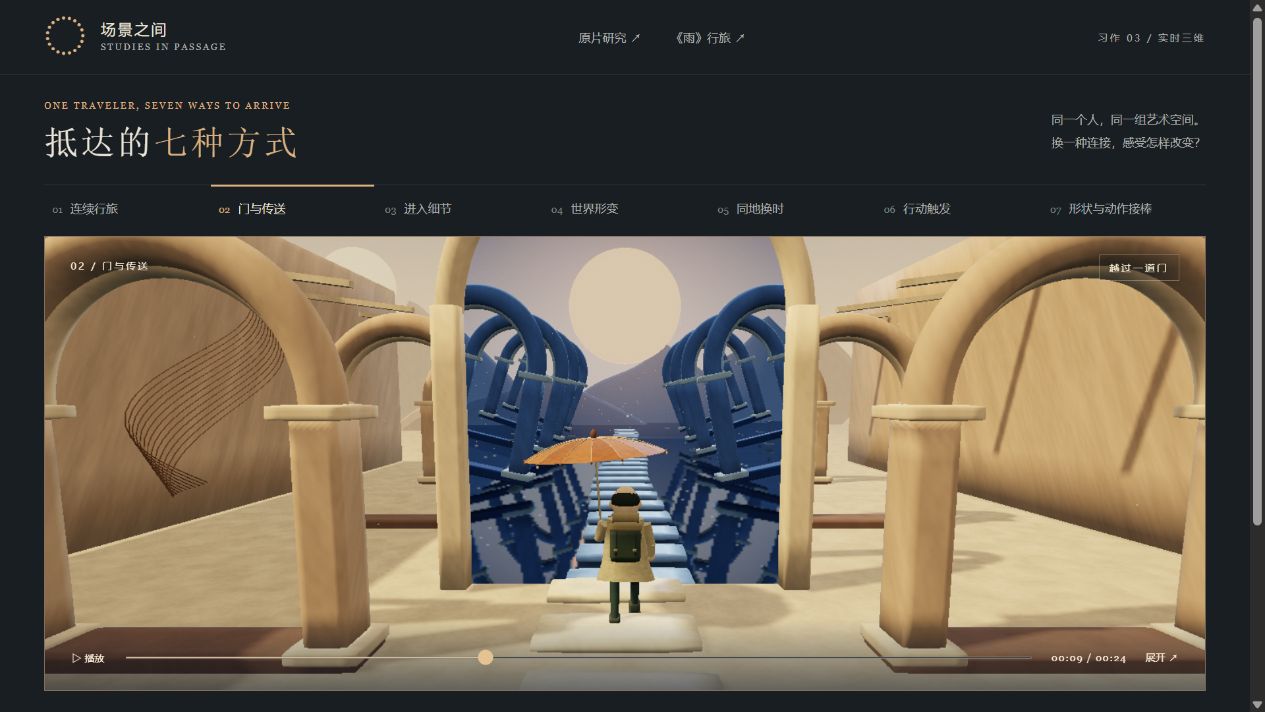 场景之间
STUDIES IN PASSAGE
原片研究 ↗
《雨》行旅 ↗
习作 03 / 实时三维
ONE TRAVELER, SEVEN WAYS TO ARRIVE
抵达的七种方式
同一个人，同一组艺术空间。
换一种连接，感受怎样改变？
01 连续行旅
02 门与传送
03 进入细节
04 世界形变
05 同地换时
06 行动触发
07 形状与动作接棒
02 / 门与传送
越过一道门
▷ 播放
00:09 / 00:24
展开 ↗